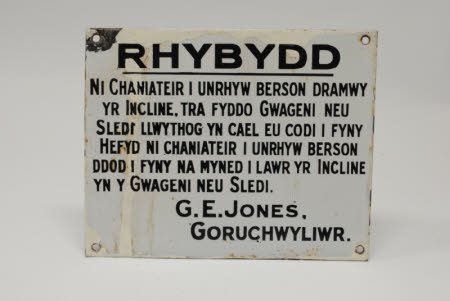 RHYBYDD
NI CHANIATEIR I UNRHYW BERSON DRAMWY
YR INCLINE, TRA FYDDO GWAGENI NEU
SLEDI LLWYTHOG YN CAEL EU CODI I FYNY
HEFYD NI CHANIATEIR I UNRHYW BERSON
DDOD I FYNY NA MYNED I LAWR YR INCLINE
YN Y GWAGENI NEU SLEDI.
G. E. JONES,
GORUCHWYLIWR.